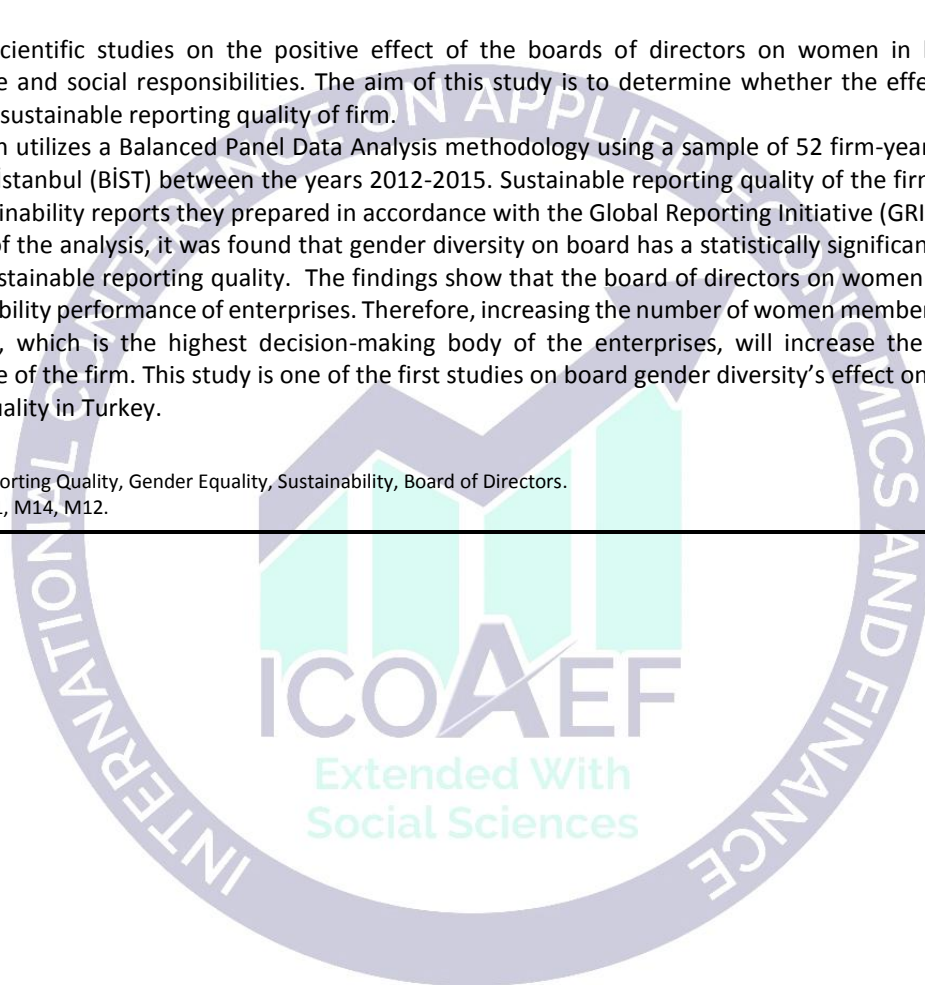 cientific studies on the positive effect of the boards of directors on women in
e and social responsibilities. The aim of this study is to determine whether the effe
sustainable reporting quality of firm.
n utilizes a Balanced Panel Data Analysis methodology using a sample of 52 firm-year
İstanbul (BİST) between the years 2012-2015. Sustainable reporting quality of the firr
inability reports they prepared in accordance with the Global Reporting Initiative (GRI
of the analysis, it was found that gender diversity on board has a statistically significan
stainable reporting quality. The findings show that the board of directors on women
bility performance of enterprises. Therefore, increasing the number of women member
, which is the highest decision-making body of the enterprises, will increase the
e of the firm. This study is one of the first studies on board gender diversity’s effect on
uality in Turkey.
orting Quality, Gender Equality, Sustainability, Board of Directors.
, M14, M12.
INTERNATIONAL CONFERENCE ON APPLIED ECONOMICS AND FINANCE
ICOAEF
Extended With
Social Sciences